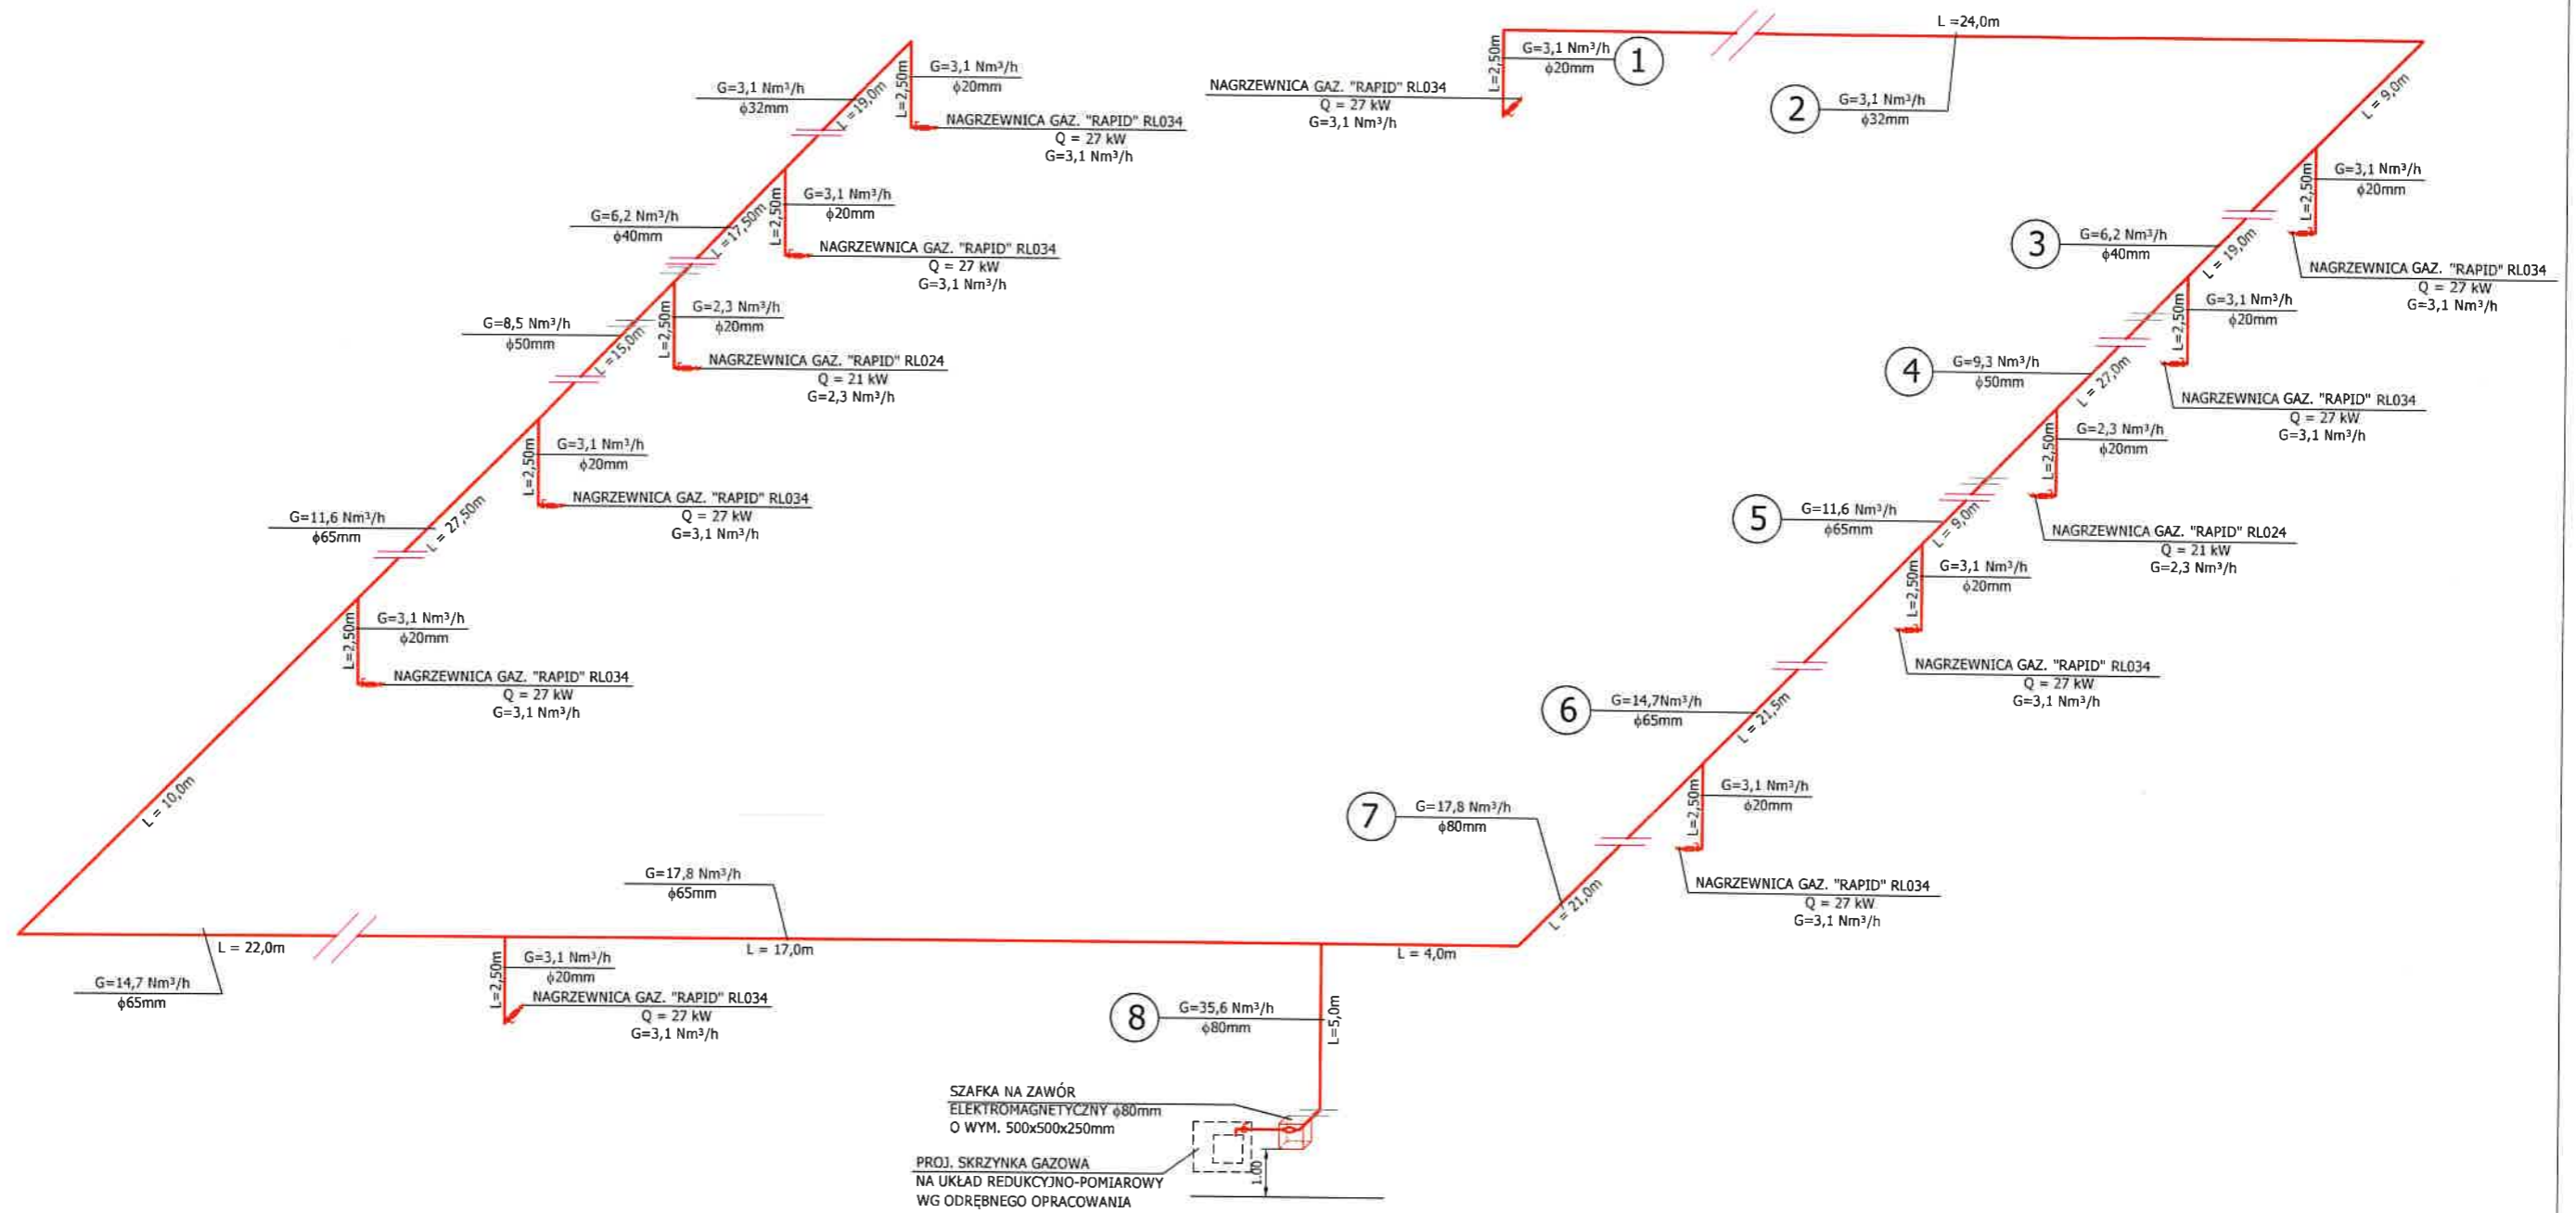 L =24,0m
L=2,50m
G=3,1 Nm³/h
ϕ20mm
1
NAGRZEWNICA GAZ. "RAPID" RL034
Q = 27 kW
G=3,1 Nm³/h
2
G=3,1 Nm³/h
ϕ32mm
L = 9,0m
L=2,50m
G=3,1 Nm³/h
ϕ20mm
NAGRZEWNICA GAZ. "RAPID" RL034
Q = 27 kW
G=3,1 Nm³/h
3
G=6,2 Nm³/h
ϕ40mm
L = 19,0m
L=2,50m
G=3,1 Nm³/h
ϕ20mm
NAGRZEWNICA GAZ. "RAPID" RL034
Q = 27 kW
G=3,1 Nm³/h
4
G=9,3 Nm³/h
ϕ50mm
L = 27,0m
L=2,50m
G=2,3 Nm³/h
ϕ20mm
NAGRZEWNICA GAZ. "RAPID" RL024
Q = 21 kW
G=2,3 Nm³/h
5
G=11,6 Nm³/h
ϕ65mm
L = 9,0m
L=2,50m
G=3,1 Nm³/h
ϕ20mm
NAGRZEWNICA GAZ. "RAPID" RL034
Q = 27 kW
G=3,1 Nm³/h
6
G=14,7Nm³/h
ϕ65mm
L = 21,5m
L=2,50m
G=3,1 Nm³/h
ϕ20mm
NAGRZEWNICA GAZ. "RAPID" RL034
Q = 27 kW
G=3,1 Nm³/h
7
G=17,8 Nm³/h
ϕ80mm
L = 21,0m
L = 4,0m
G=3,1 Nm³/h
ϕ32mm
L =19,0m
L=2,50m
G=3,1 Nm³/h
ϕ20mm
NAGRZEWNICA GAZ. "RAPID" RL034
Q = 27 kW
G=3,1 Nm³/h
G=6,2 Nm³/h
ϕ40mm
L =17,50m
L=2,50m
G=3,1 Nm³/h
ϕ20mm
NAGRZEWNICA GAZ. "RAPID" RL034
Q = 27 kW
G=3,1 Nm³/h
G=8,5 Nm³/h
ϕ50mm
L =15,0m
L=2,50m
G=2,3 Nm³/h
ϕ20mm
NAGRZEWNICA GAZ. "RAPID" RL024
Q = 21 kW
G=2,3 Nm³/h
L=2,50m
G=3,1 Nm³/h
ϕ20mm
NAGRZEWNICA GAZ. "RAPID" RL034
Q = 27 kW
G=3,1 Nm³/h
G=11,6 Nm³/h
ϕ65mm
L = 27,50m
L=2,50m
G=3,1 Nm³/h
ϕ20mm
NAGRZEWNICA GAZ. "RAPID" RL034
Q = 27 kW
G=3,1 Nm³/h
L = 10,0m
G=17,8 Nm³/h
ϕ65mm
L = 17,0m
L = 22,0m
G=14,7 Nm³/h
ϕ65mm
L=2,50m
G=3,1 Nm³/h
ϕ20mm
NAGRZEWNICA GAZ. "RAPID" RL034
Q = 27 kW
G=3,1 Nm³/h
8
G=35,6 Nm³/h
ϕ80mm
L=5,0m
SZAFKA NA ZAWÓR
ELEKTROMAGNETYCZNY ϕ80mm
O WYM. 500x500x250mm
PROJ. SKRZYNKA GAZOWA
NA UKŁAD REDUKCYJNO-POMIAROWY
WG ODRĘBNEGO OPRACOWANIA
1.00